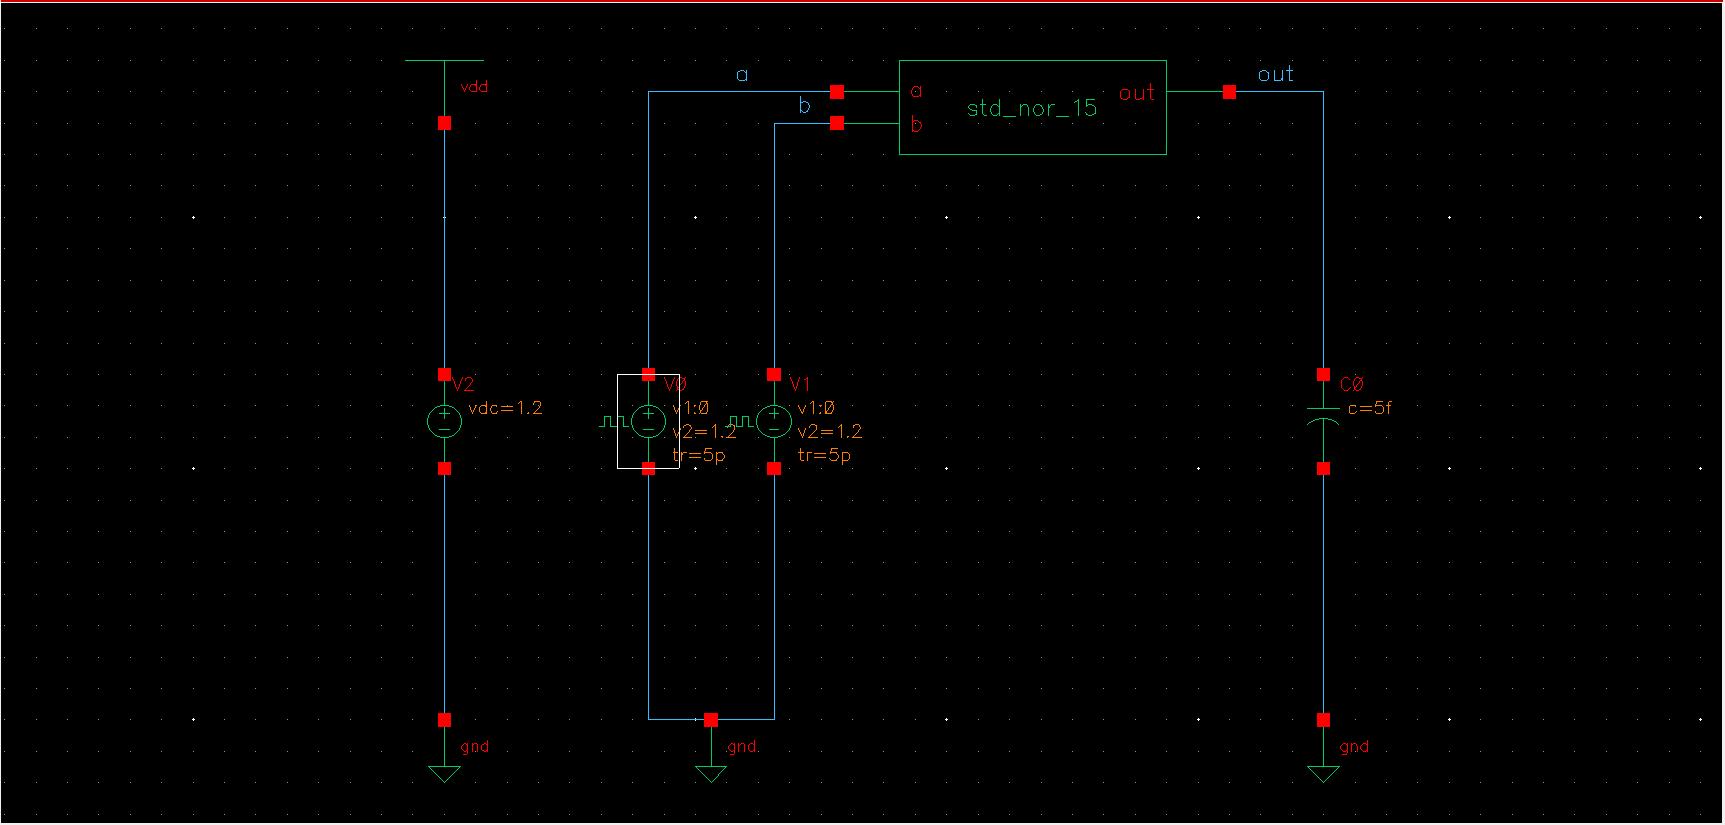 vdd
a
b
a
b
std_nor_15
out
out
V2
vdc=1.2
V0
v1:0
v2=1.2
tr=5p
V1
v1:0
v2=1.2
tr=5p
C0
c=5f
gnd
gnd
gnd